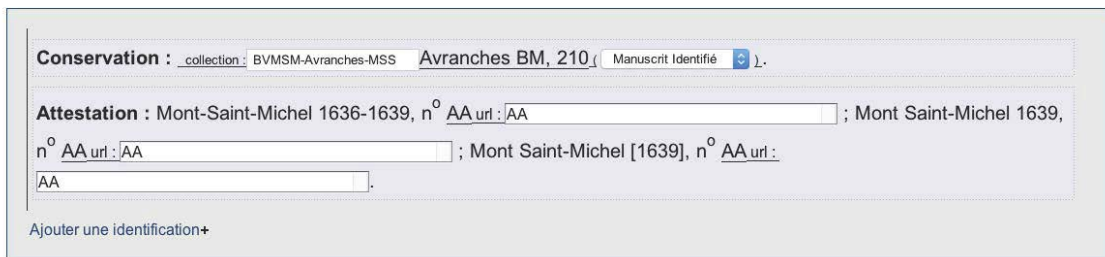 Conservation : collection : BVMSM-Avranches-MSS Avranches BM, 210 ( Manuscrit Identifié ) .
Attestation : Mont-Saint-Michel 1636-1639, nº AA url : AA ; Mont Saint-Michel 1639,
nº AA url : AA ; Mont Saint-Michel [1639], nº AA url :
AA .
Ajouter une identification+